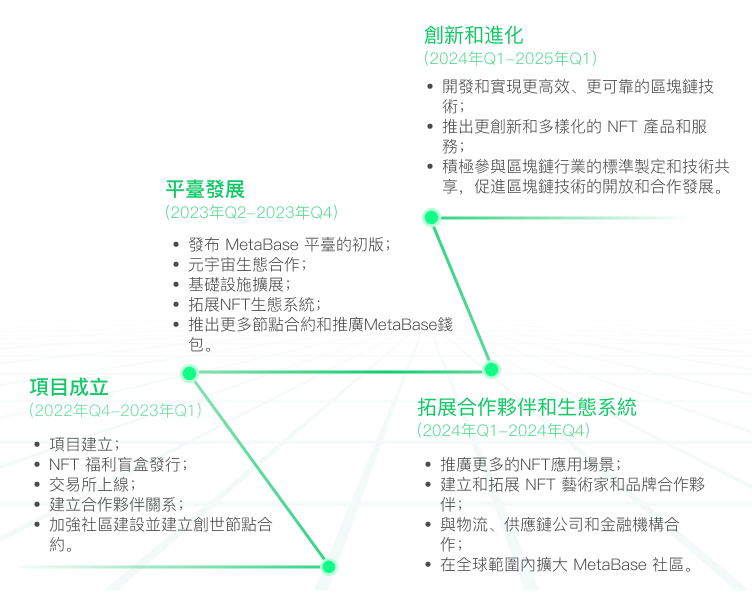 創新和進化
(2024年Q1-2025年Q1)
• 開發和實現更高效、更可靠的區塊鏈技
術;
• 推出更創新和多樣化的 NFT 產品和服
務;
• 積極參與區塊鏈行業的標準製定和技術共
享，促進區塊鏈技術的開放和合作發展。
平臺發展
(2023年Q2-2023年Q4)
• 發布 MetaBase 平臺的初版;
• 元宇宙生態合作;
• 基礎設施擴展;
• 拓展NFT生態系統;
• 推出更多節點合約和推廣MetaBase錢
包。
項目成立
(2022年Q4-2023年Q1)
• 項目建立;
• NFT 福利盲盒發行;
• 交易所上線;
• 建立合作夥伴關系;
• 加強社區建設並建立創世節點合
約。
拓展合作夥伴和生態系統
(2024年Q1-2024年Q4)
• 推廣更多的NFT應用場景;
• 建立和拓展 NFT 藝術家和品牌合作夥
伴;
• 與物流、供應鏈公司和金融機構合
作;
• 在全球範圍內擴大 MetaBase 社區。